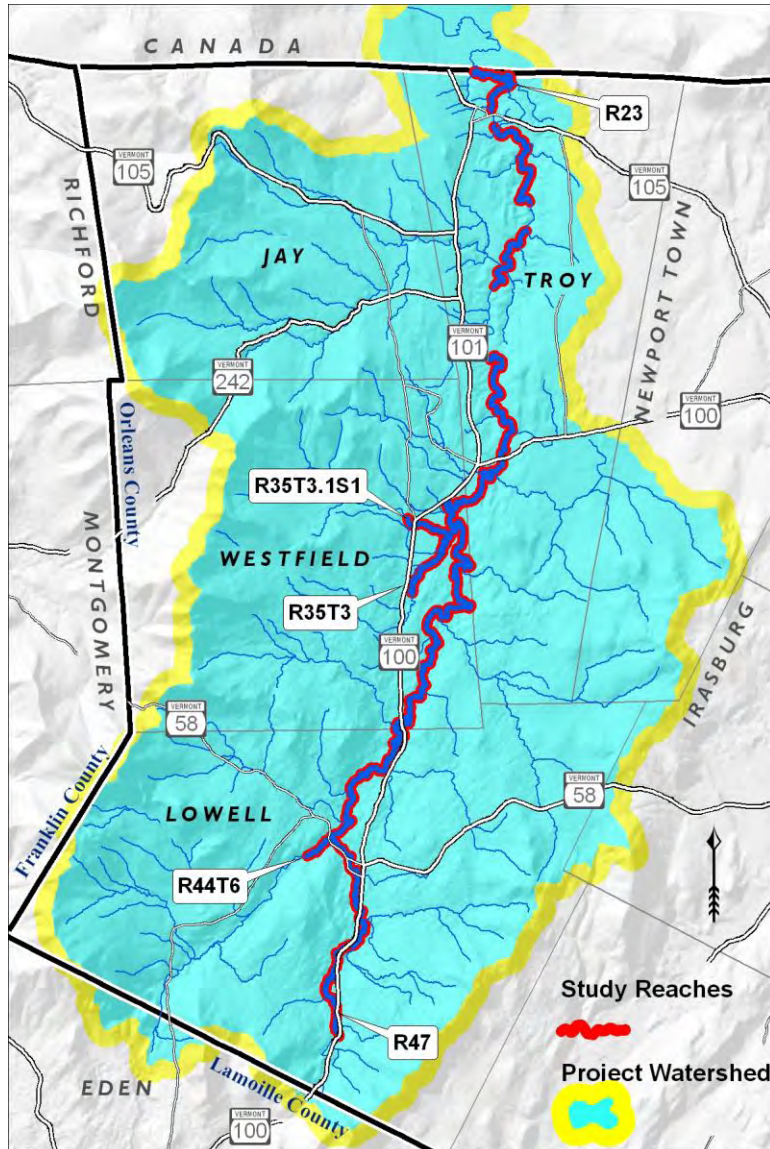 CANADA
R23
VERMONT
105
VERMONT
105
RICHFORD
JAY
TROY
NEWPORT TOWN
VERMONT
101
VERMONT
242
VERMONT
100
Orleans County
R35T3.1S1
WESTFIELD
MONTGOMERY
R35T3
VERMONT
100
IRASBURG
VERMONT
58
VERMONT
58
LOWELL
Franklin County
R44T6
Study Reaches
R47
Project Watershed
EDEN
Lamoille County
VERMONT
100